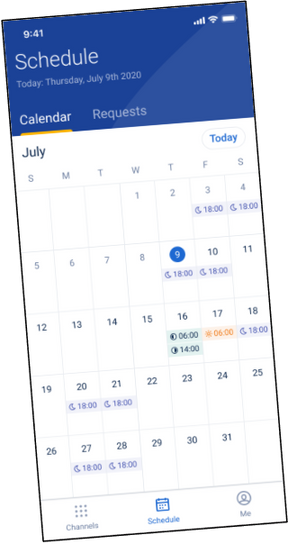 9:41
Schedule
Today: Thursday, July 9th 2020
Calendar Requests
July Today
S M T W T F S
1 2 3 4
18:00 18:00
5 6 7 8 9 10 11
18:00 18:00
12 13 14 15 16 17 18
06:00 06:00 18:00
14:00
19 20 21 22 23 24 25
18:00 18:00
26 27 28 29 30 31
18:00 18:00
Channels Schedule Me